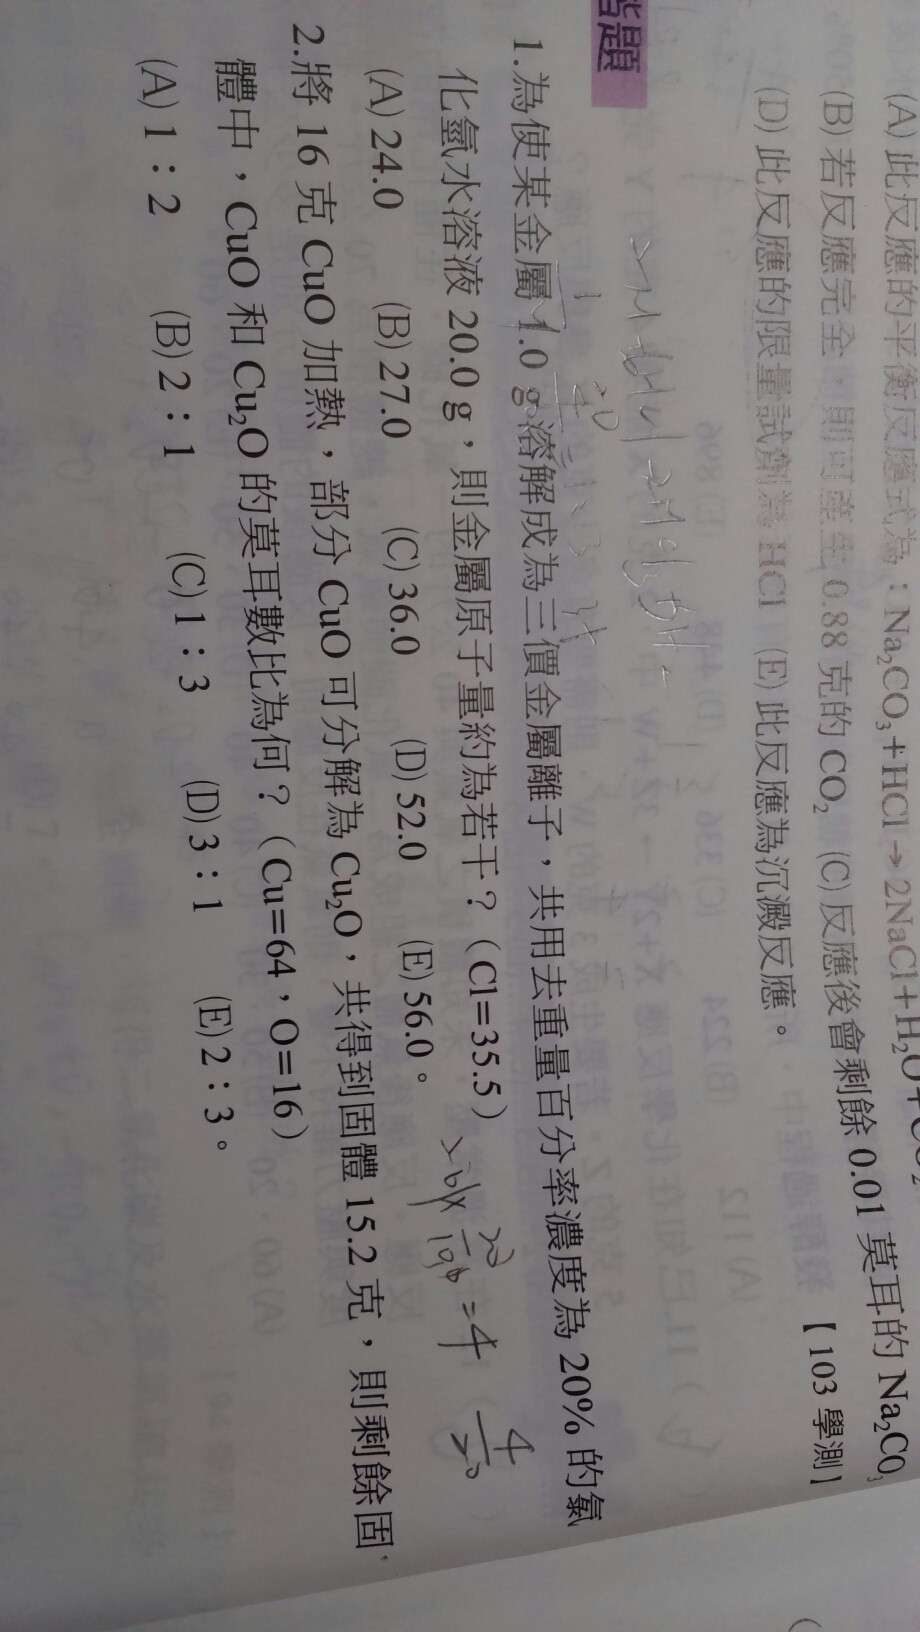 (A) 此反應的平衡反應式為：Na₂CO₃+HCl→2NaCl+H₂O+CO₂
(B) 若反應完全，則可產生 0.88 克的 CO₂ (C) 反應後會剩餘 0.01 莫耳的 Na₂CO₃
(D) 此反應的限量試劑為 HCl (E) 此反應為沉澱反應。
【103 學測】
題
1.為使某金屬 1.0 g 溶解成為三價金屬離子，共用去重量百分率濃度為 20% 的氯
化氫水溶液 20.0 g，則金屬原子量約為若干？（Cl=35.5）
(A) 24.0 (B) 27.0 (C) 36.0 (D) 52.0 (E) 56.0。
2.將 16 克 CuO 加熱，部分 CuO 可分解為 Cu₂O，共得到固體 15.2 克，則剩餘固
體中，CuO 和 Cu₂O 的莫耳數比為何？（Cu=64，O=16）
(A) 1：2 (B) 2：1 (C) 1：3 (D) 3：1 (E) 2：3。